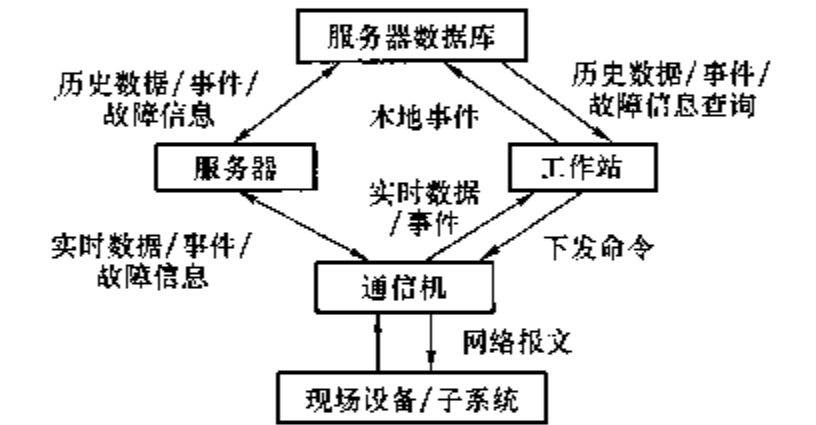 服务器数据库
历史数据/事件/
故障信息
本地事件
历史数据/事件/
故障信息查询
服务器
工作站
实时数据
/事件
实时数据/事件/
故障信息
下发命令
通信机
网络报文
现场设备/子系统